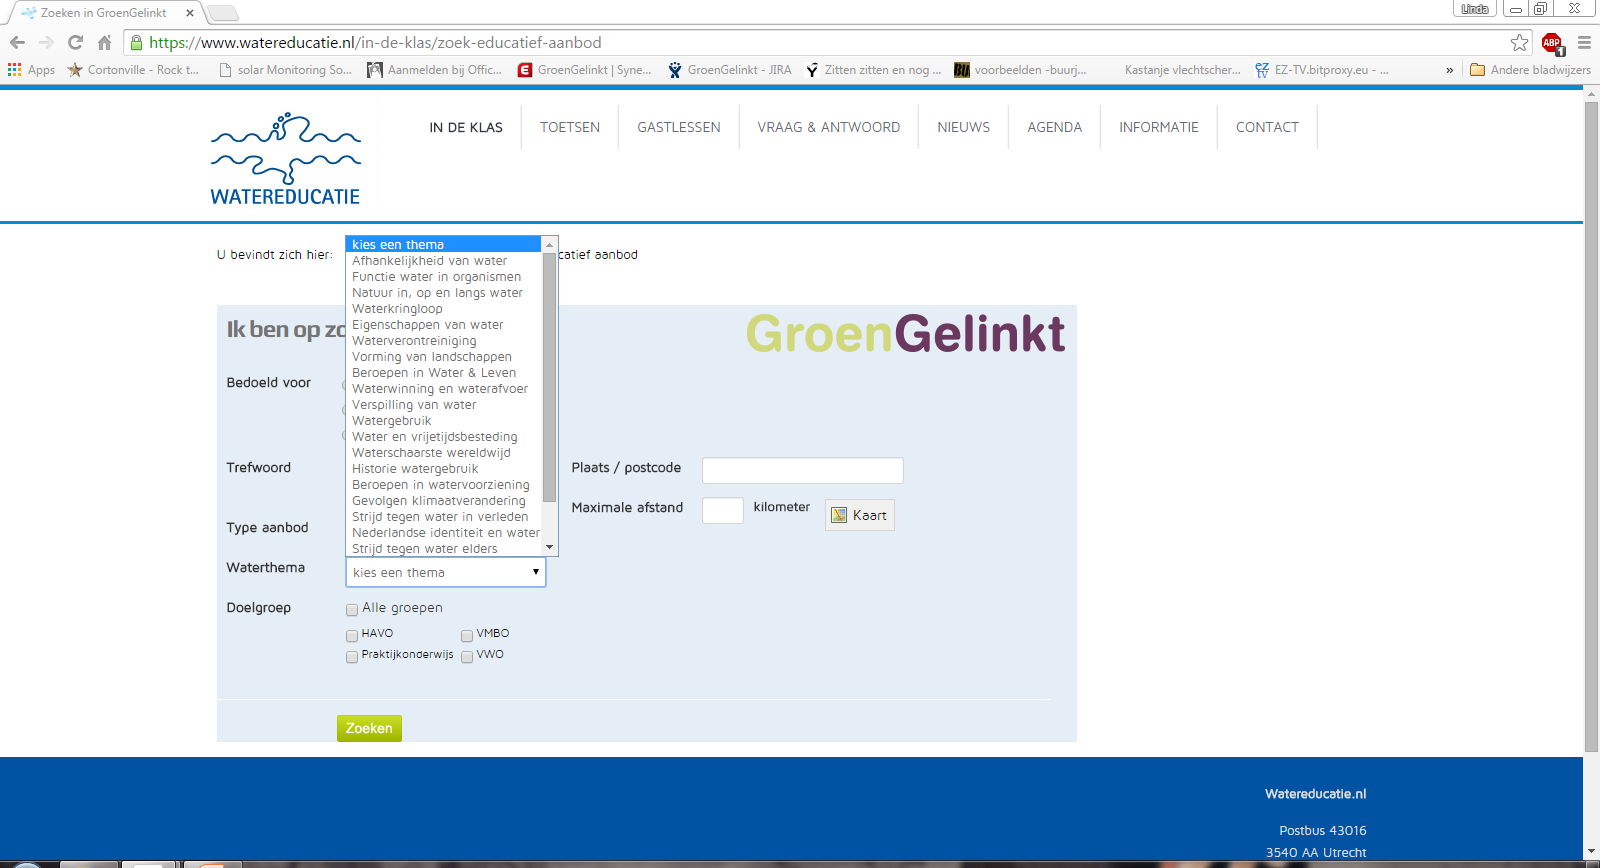 Zoeken in GroenGelinkt
Linda
https://www.watereducatie.nl/in-de-klas/zoek-educatief-aanbod
ABP
1
Apps
Cortonville - Rock t...
solar Monitoring So...
Aanmelden bij Offic...
GroenGelinkt | Syne...
GroenGelinkt - JIRA
Zitten zitten en nog ...
voorbeelden -buurj...
Kastanje vlechtscher...
EZ-TV.bitproxy.eu - ...
»
Andere bladwijzers
WATEREDUCATIE
IN DE KLAS
TOETSEN
GASTLESSEN
VRAAG & ANTWOORD
NIEUWS
AGENDA
INFORMATIE
CONTACT
U bevindt zich hier:
catief aanbod
kies een thema
Afhankelijkheid van water
Functie water in organismen
Natuur in, op en langs water
Waterkringloop
Eigenschappen van water
Waterverontreiniging
Vorming van landschappen
Beroepen in Water & Leven
Waterwinning en waterafvoer
Verspilling van water
Watergebruik
Water en vrijetijdsbesteding
Waterschaarste wereldwijd
Historie watergebruik
Beroepen in watervoorziening
Gevolgen klimaatverandering
Strijd tegen water in verleden
Nederlandse identiteit en water
Strijd tegen water elders
Ik ben op zo
GroenGelinkt
Bedoeld voor
Trefwoord
Plaats / postcode
Maximale afstand
kilometer
Kaart
Type aanbod
Waterthema
kies een thema
Doelgroep
Alle groepen
HAVO
VMBO
Praktijkonderwijs
VWO
Zoeken
Watereducatie.nl
Postbus 43016
3540 AA Utrecht